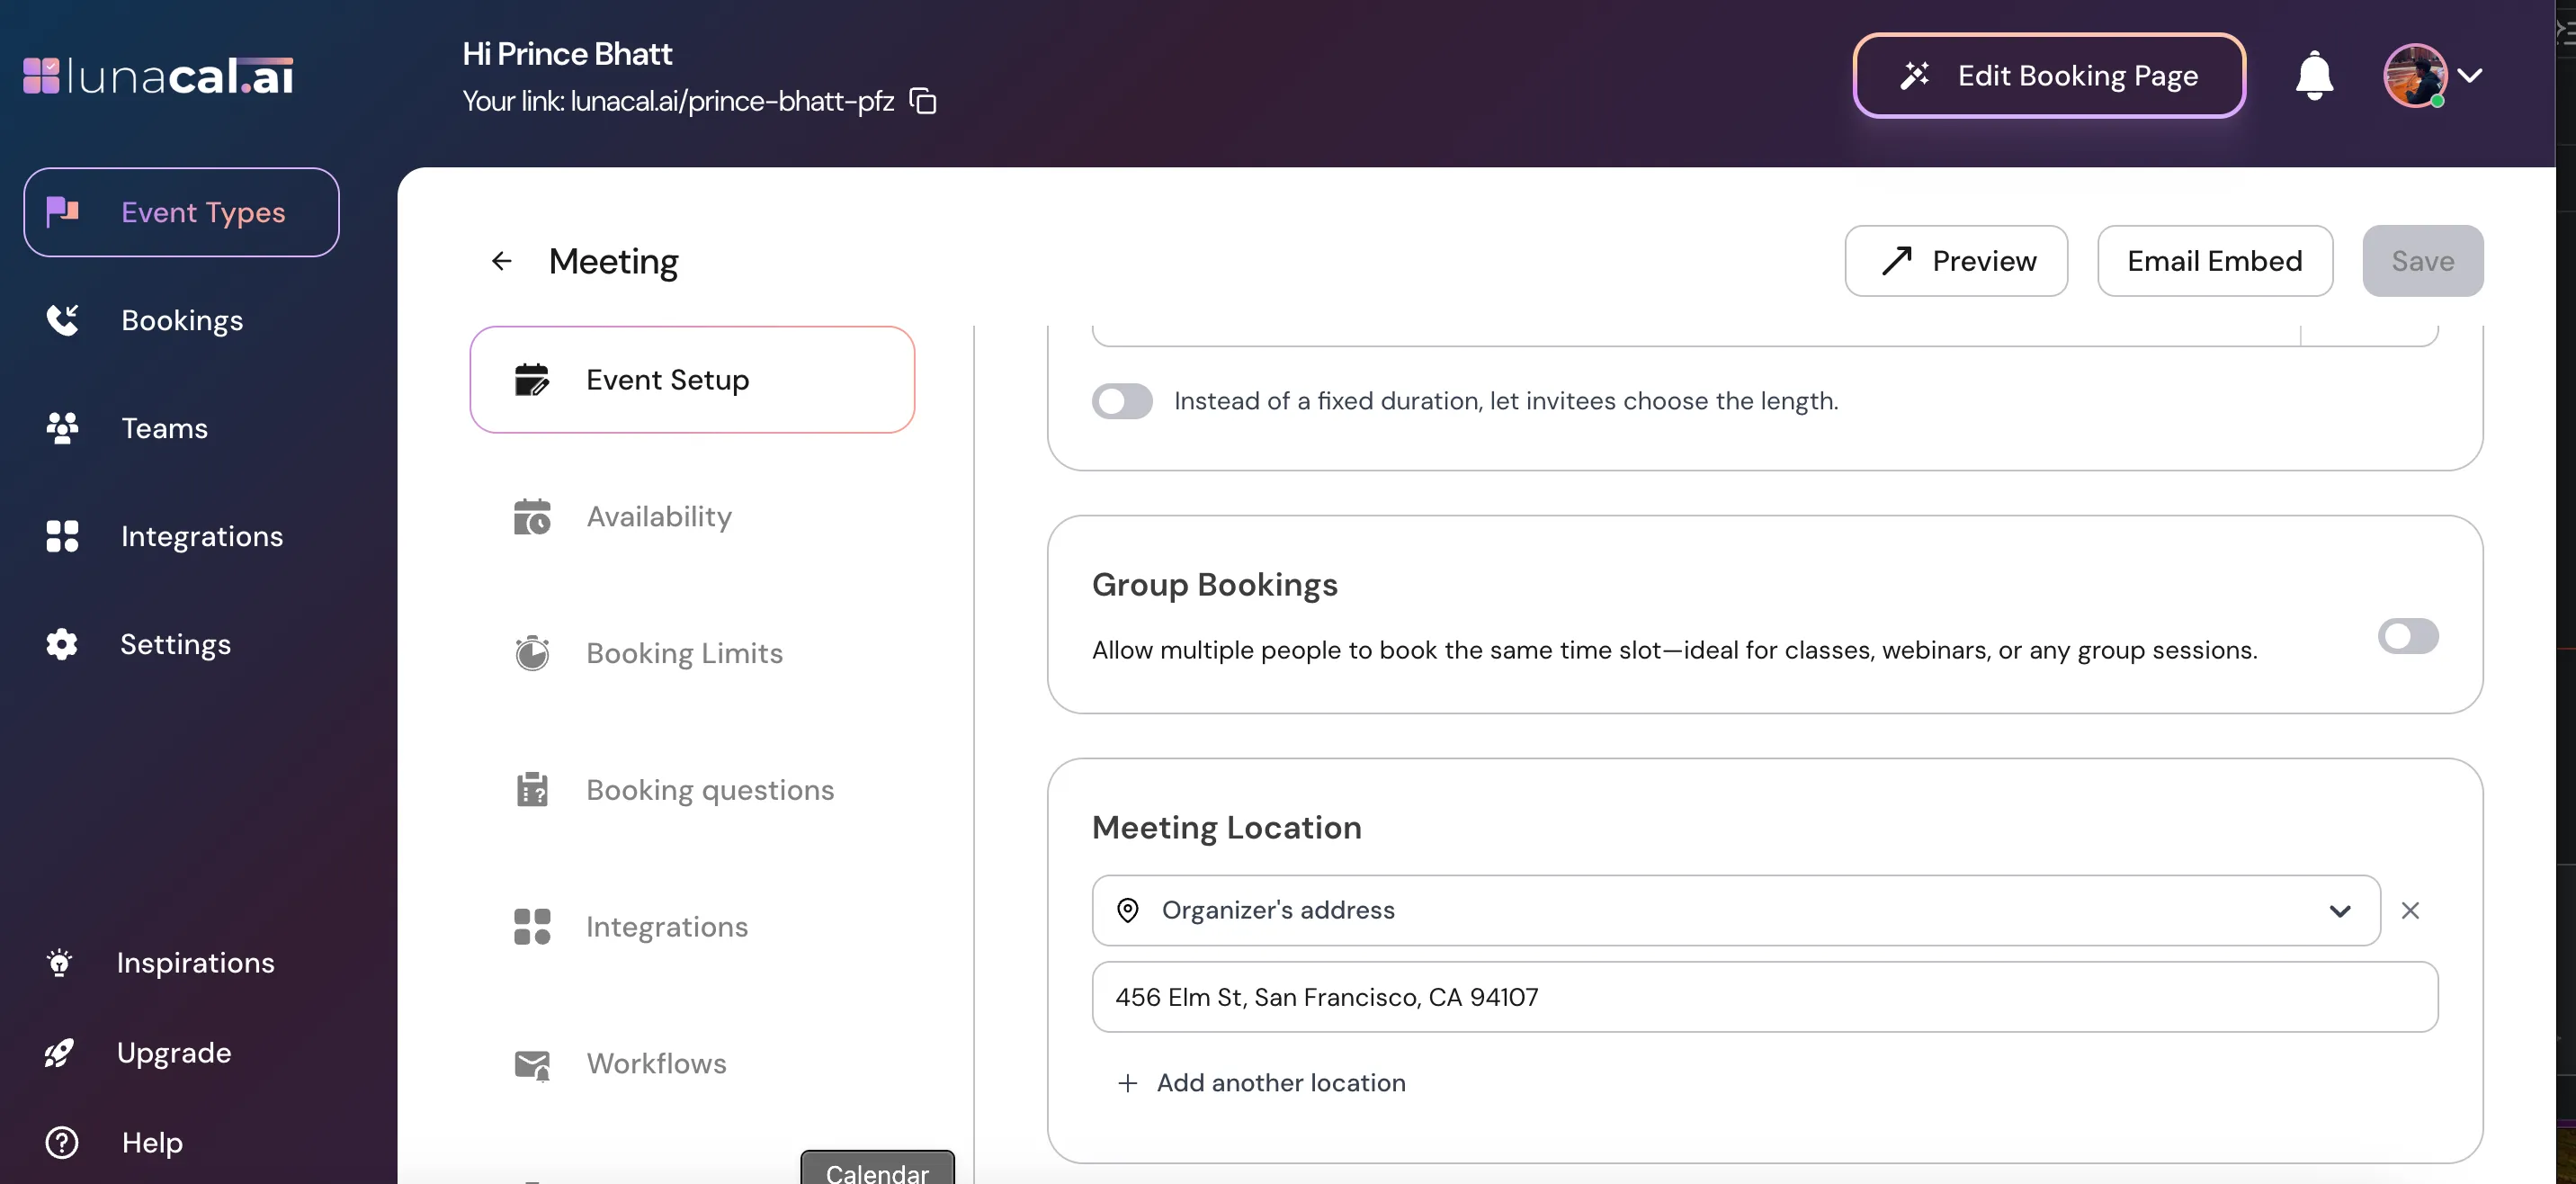 lunacal.ai
Hi Prince Bhatt
Your link: lunacal.ai/prince-bhatt-pfz
Edit Booking Page
Event Types
Bookings
Teams
Integrations
Settings
Inspirations
Upgrade
Help
Meeting
Preview
Email Embed
Save
Event Setup
Availability
Booking Limits
Booking questions
Integrations
Workflows
Calendar
Instead of a fixed duration, let invitees choose the length.
Group Bookings
Allow multiple people to book the same time slot—ideal for classes, webinars, or any group sessions.
Meeting Location
Organizer's address
456 Elm St, San Francisco, CA 94107
+ Add another location